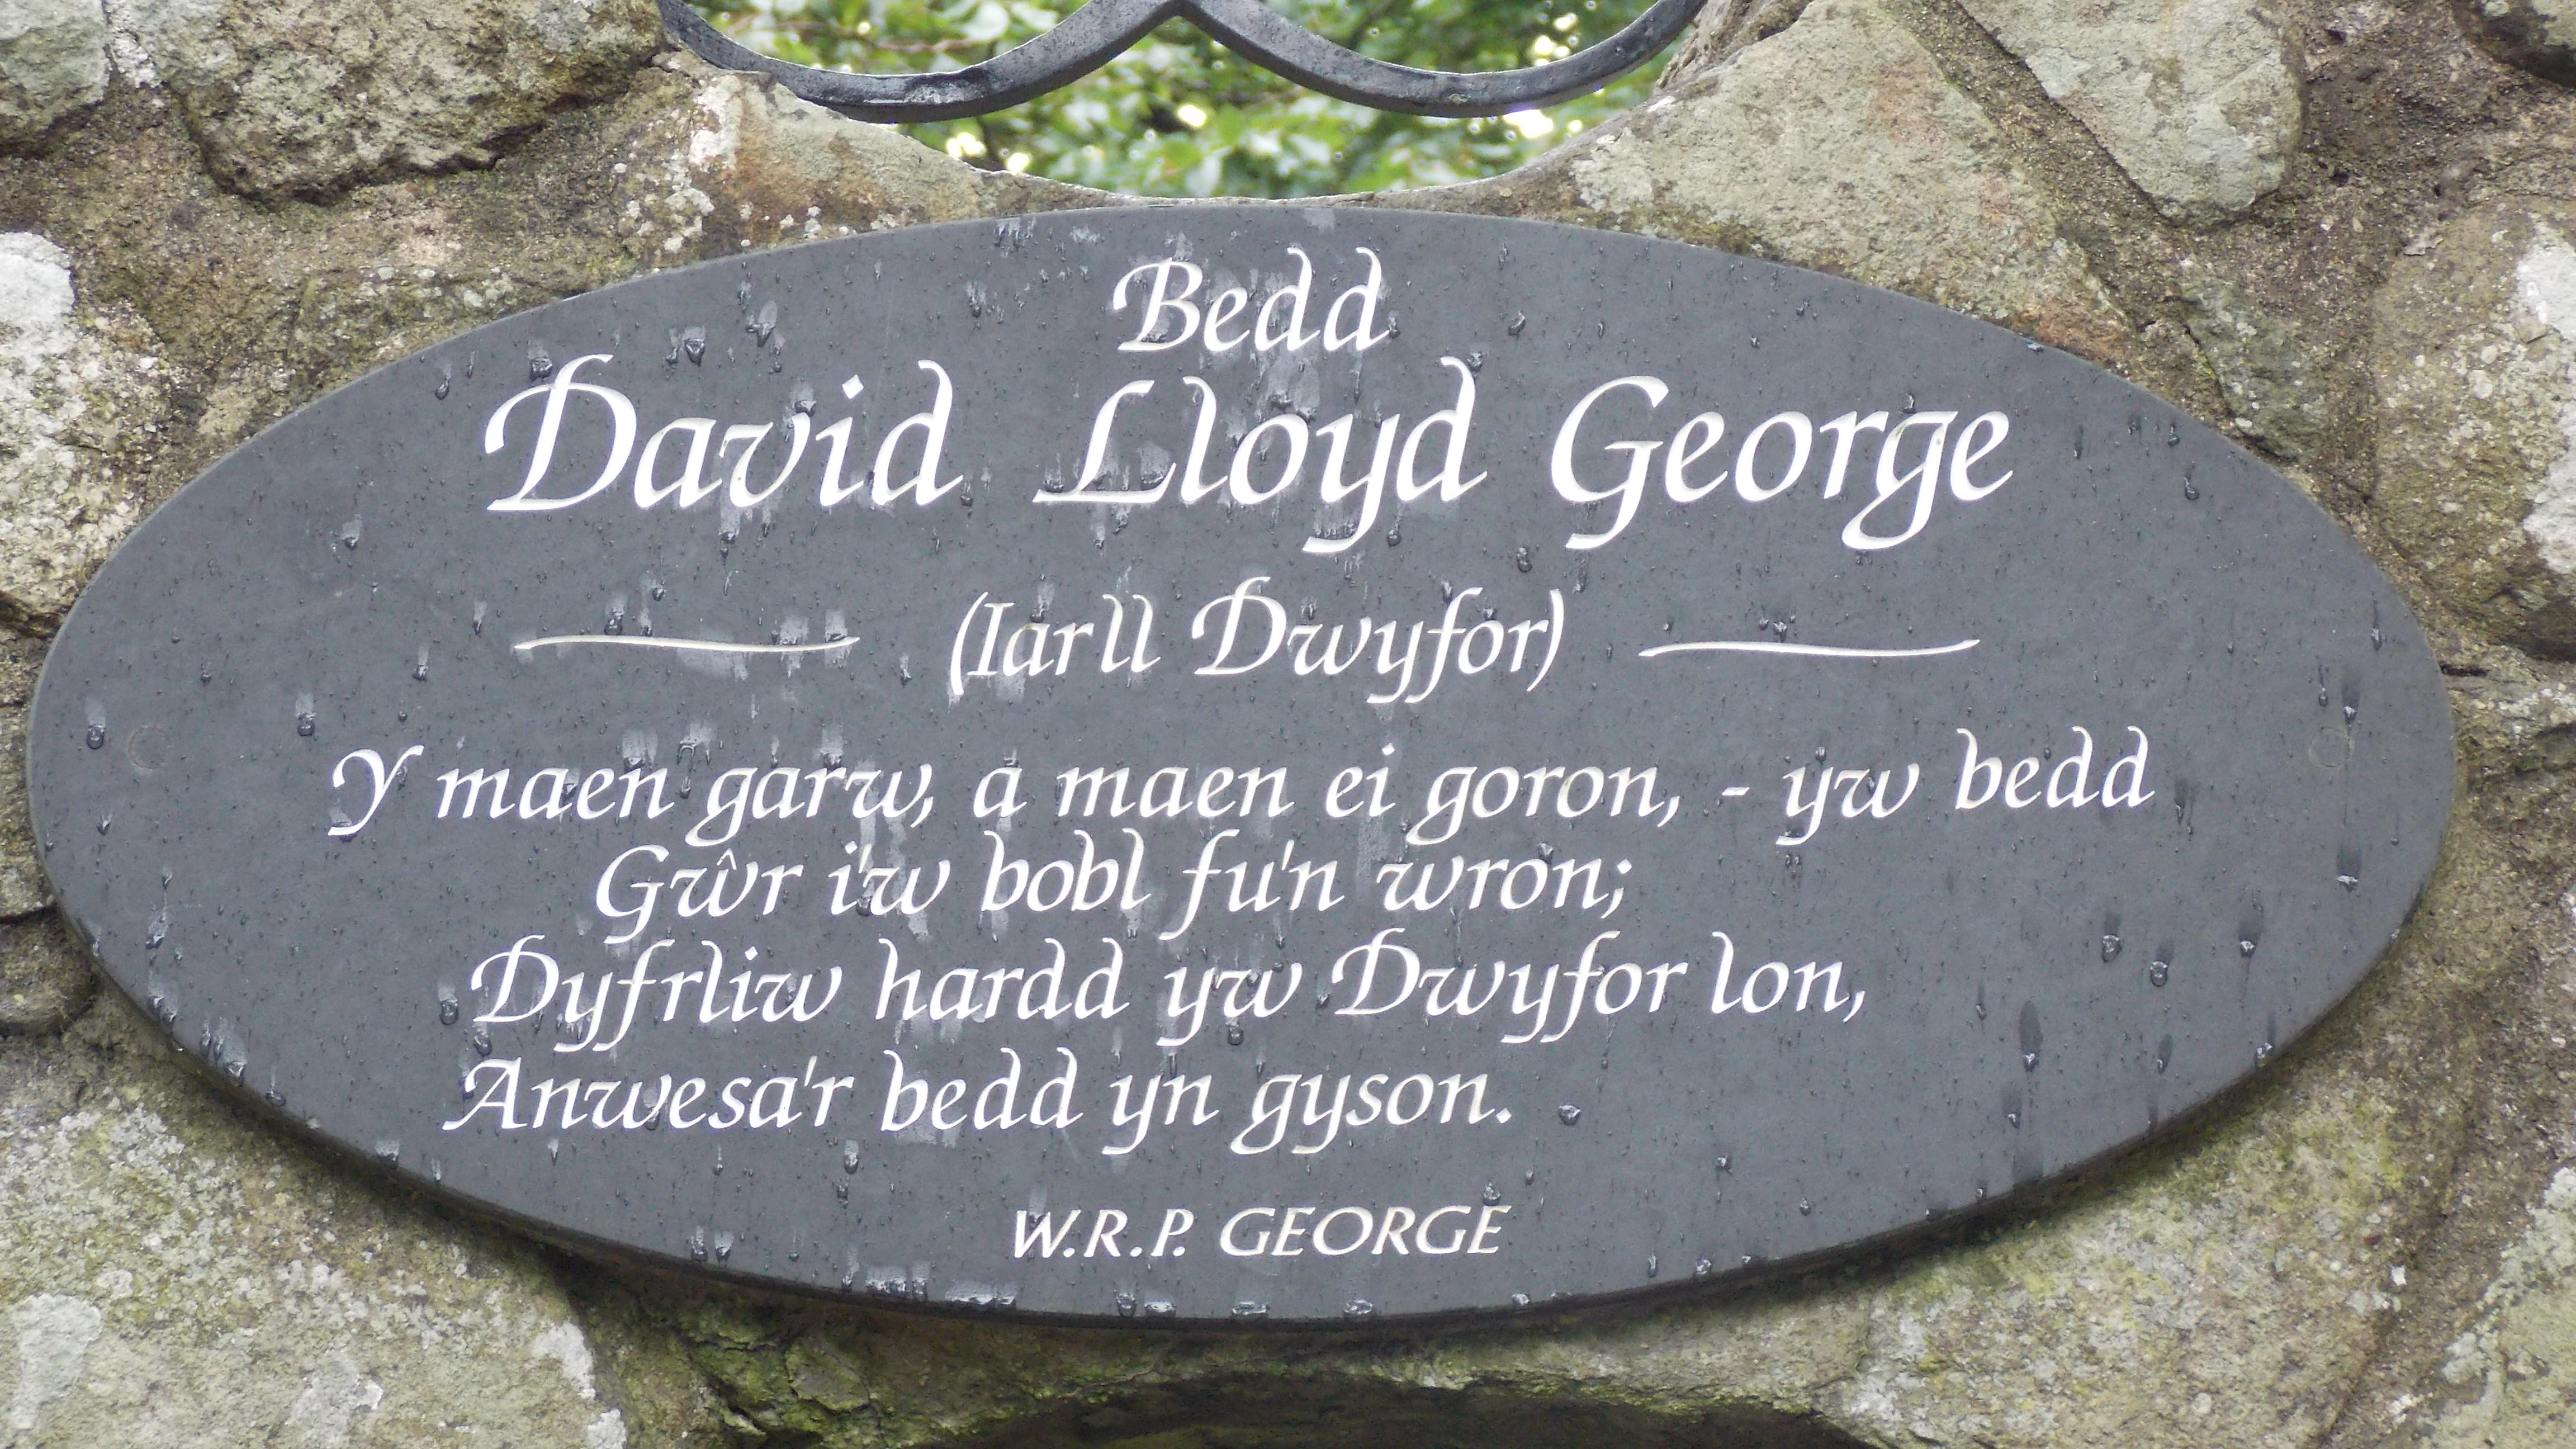 Bedd
David Lloyd George
(Iarll Dwyfor)
Y maen garw, a maen ei goron, - yw bedd
Gŵr i'w bobl fu'n wron;
Dyfrliw hardd yw Dwyfor lon,
Anwesa'r bedd yn gyson.
W.R.P. GEORGE